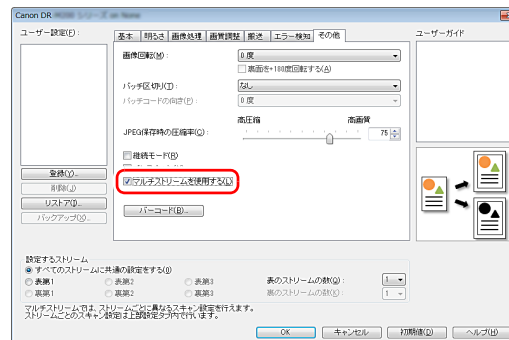 Canon DR on None
ユーザー設定(F):
基本 明るさ 画像処理 画質調整 搬送 エラー検知 その他
ユーザーガイド
画像回転(M): 0 度
裏面を+180度回転する(A)
バッチ区切り(T): なし
バッチコードの向き(P): 0 度
高圧縮 高画質
JPEG保存時の圧縮率(C): 75
継続モード(R)
マルチストリームを使用する(L)
バーコード(B)...
登録(Y)...
削除(J)
リストア(I)...
バックアップ(X)...
設定するストリーム
すべてのストリームに共通の設定をする(0)
表第1 表第2 表第3 表のストリームの数(Q): 1
裏第1 裏第2 裏第3 裏のストリームの数(K): 1
マルチストリームでは、ストリームごとに異なるスキャン設定を行えます。
ストリームごとのスキャン設定は上部設定タブ内で行います。
OK キャンセル 初期値(D) ヘルプ(H)